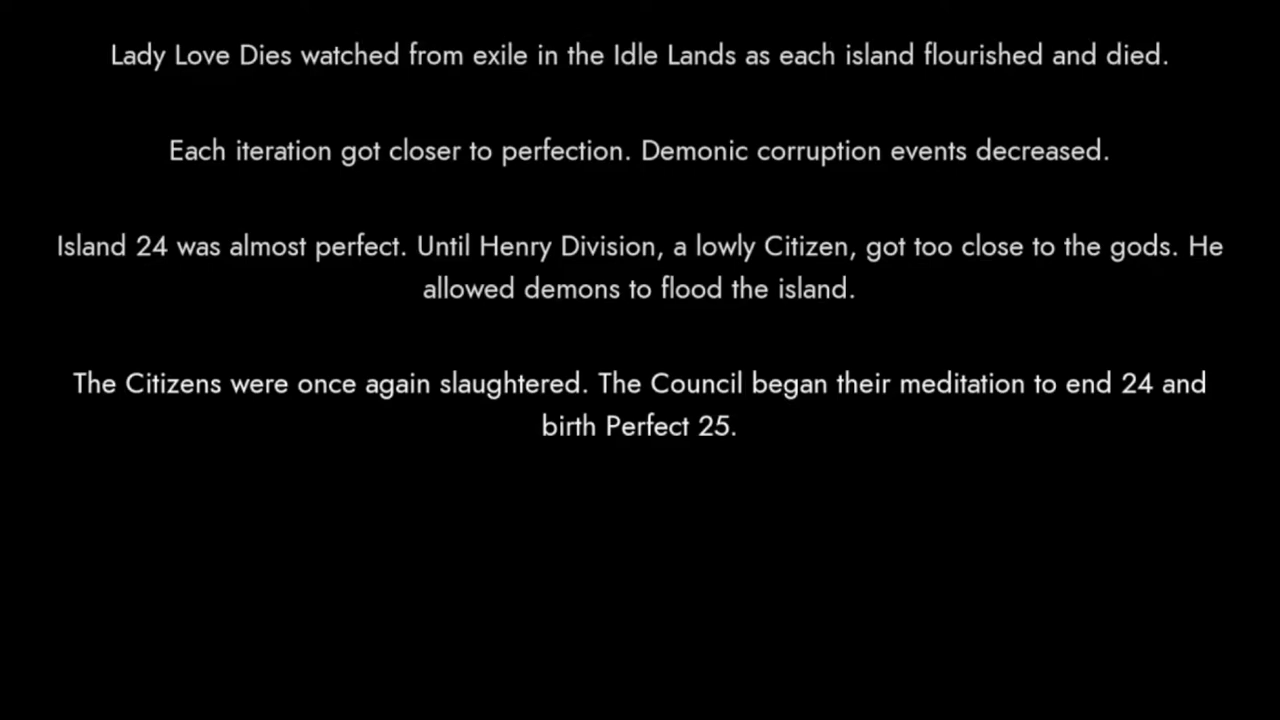 Lady Love Dies watched from exile in the Idle Lands as each island flourished and died.
Each iteration got closer to perfection. Demonic corruption events decreased.
Island 24 was almost perfect. Until Henry Division, a lowly Citizen, got too close to the gods. He
allowed demons to flood the island.
The Citizens were once again slaughtered. The Council began their meditation to end 24 and
birth Perfect 25.